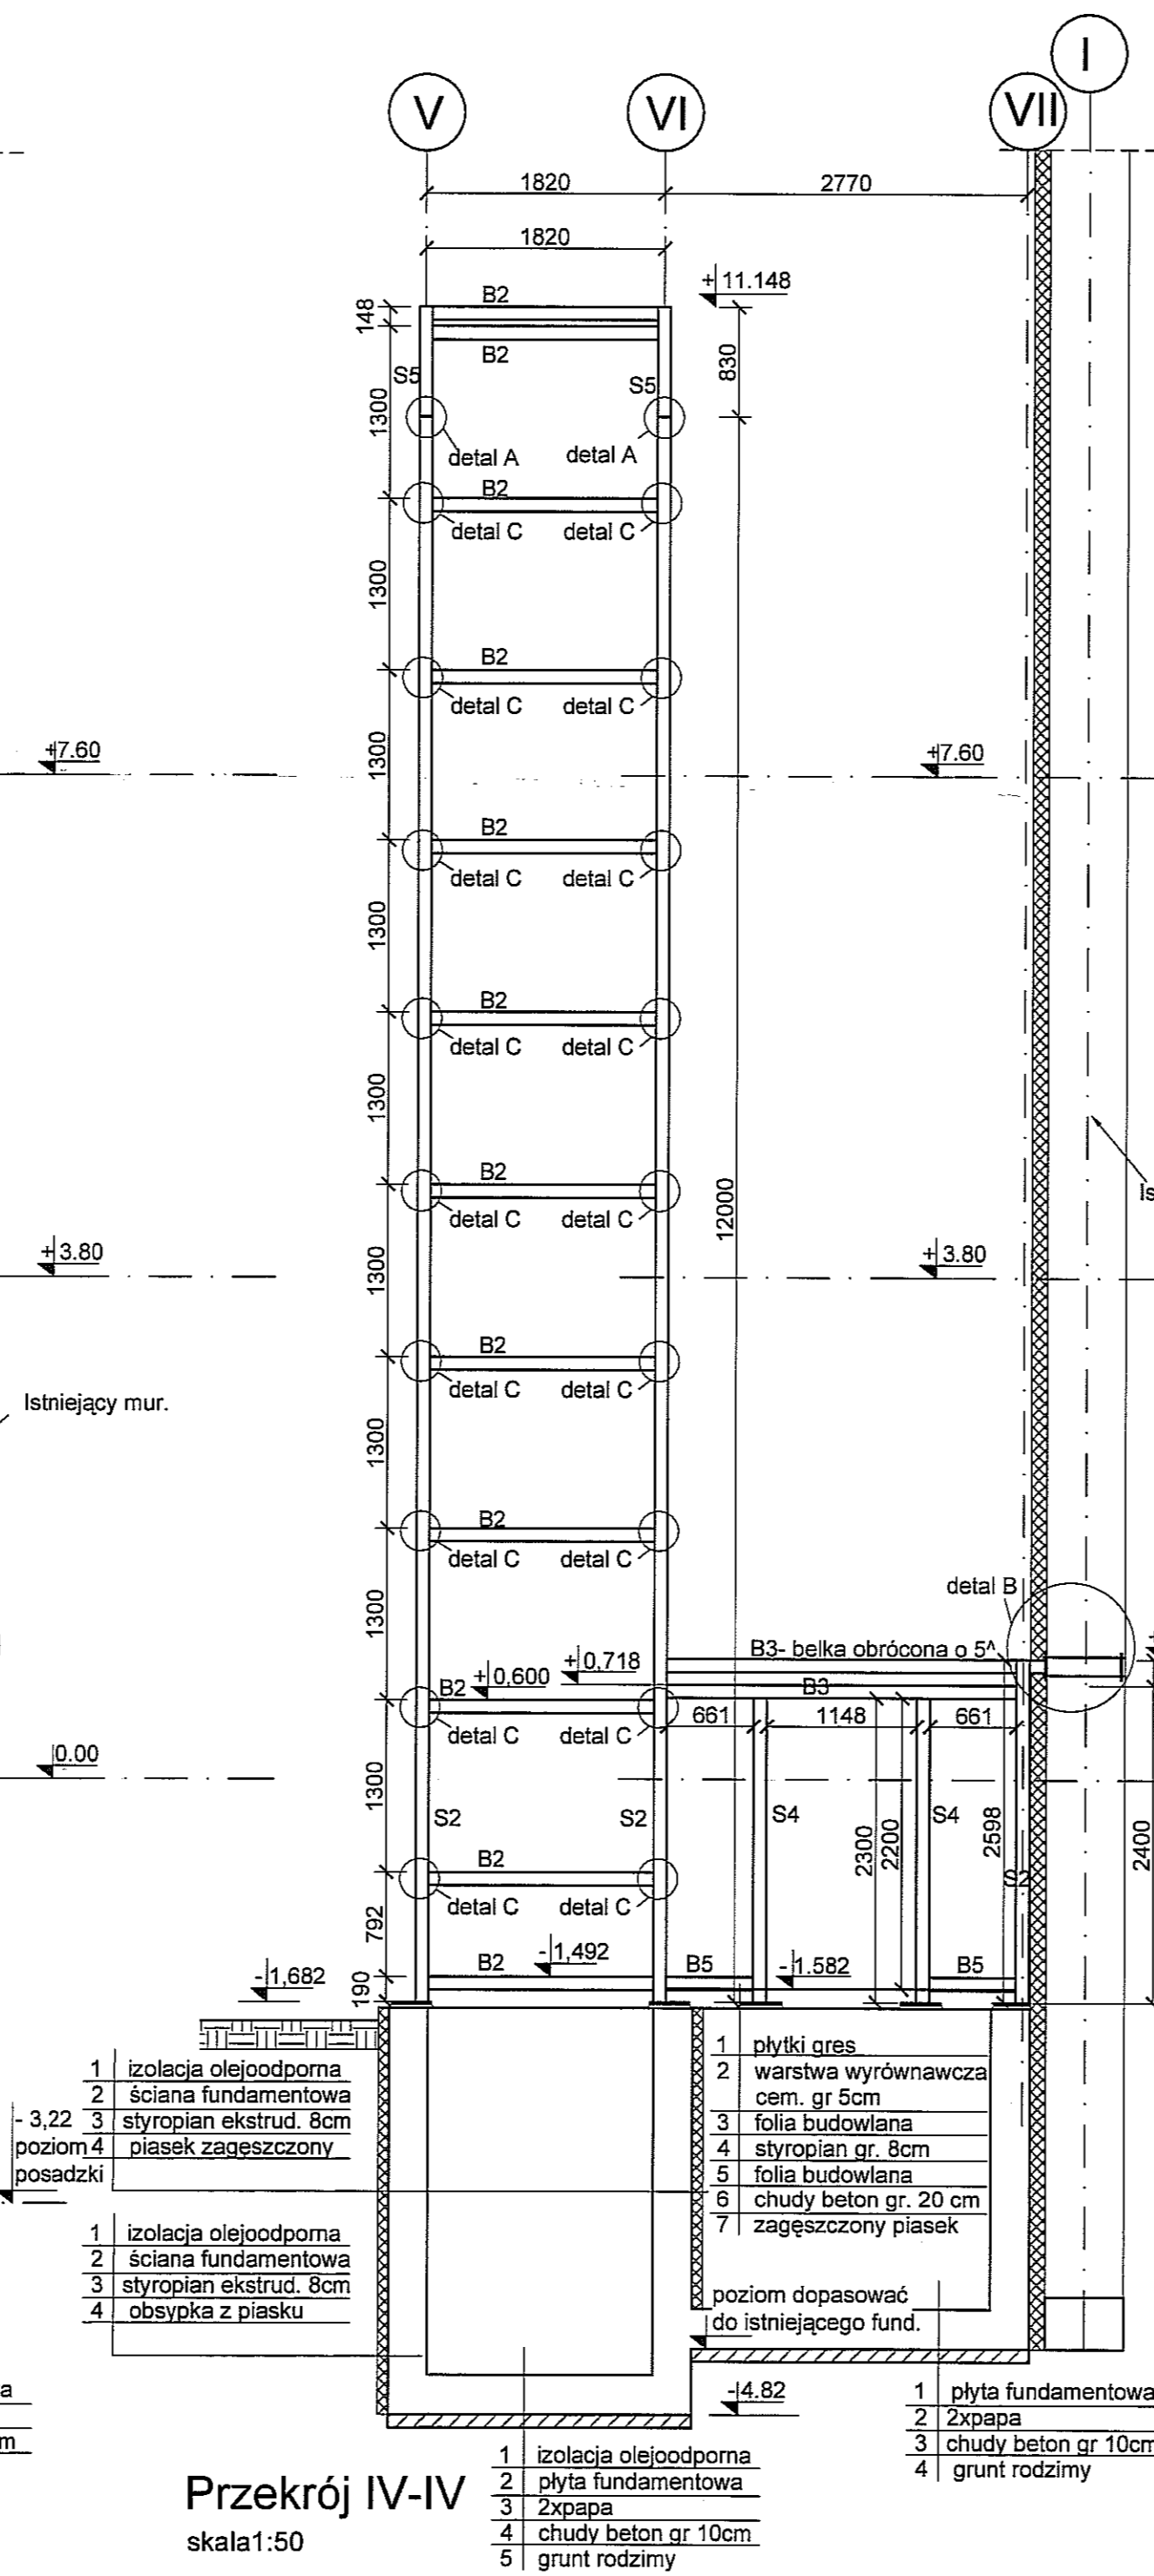 I
V
VI
VII
1820
2770
1820
+ 11.148
148
B2
B2
830
S5
S5
1300
detal A
detal A
B2
detal C
detal C
1300
B2
detal C
detal C
+7.60
1300
+7.60
B2
detal C
detal C
1300
B2
detal C
detal C
1300
12000
B2
detal C
detal C
+3.80
1300
+ 3.80
B2
detal C
detal C
Istniejący mur.
1300
B2
detal C
detal C
1300
detal B
B3- belka obrócona o 5^
+0,718
+0,600
B2
B3
detal C
detal C
661
1148
661
0.00
1300
S2
S2
S4
S4
2300
2200
2598
S2
2400
B2
detal C
detal C
792
-1,492
B2
B5
-1.582
B5
-1,682
190
1 izolacja olejoodporna
2 ściana fundamentowa
3 styropian ekstrud. 8cm
4 piasek zagęszczony
- 3,22
poziom
posadzki
1 płytki gres
2 warstwa wyrównawcza
cem. gr 5cm
3 folia budowlana
4 styropian gr. 8cm
5 folia budowlana
6 chudy beton gr. 20 cm
7 zagęszczony piasek
1 izolacja olejoodporna
2 ściana fundamentowa
3 styropian ekstrud. 8cm
4 obsypka z piasku
poziom dopasować
do istniejącego fund.
-4.82
1 płyta fundamentowa
2 2xpapa
3 chudy beton gr 10cm
4 grunt rodzimy
1 izolacja olejoodporna
2 płyta fundamentowa
3 2xpapa
4 chudy beton gr 10cm
5 grunt rodzimy
Przekrój IV-IV
skala1:50